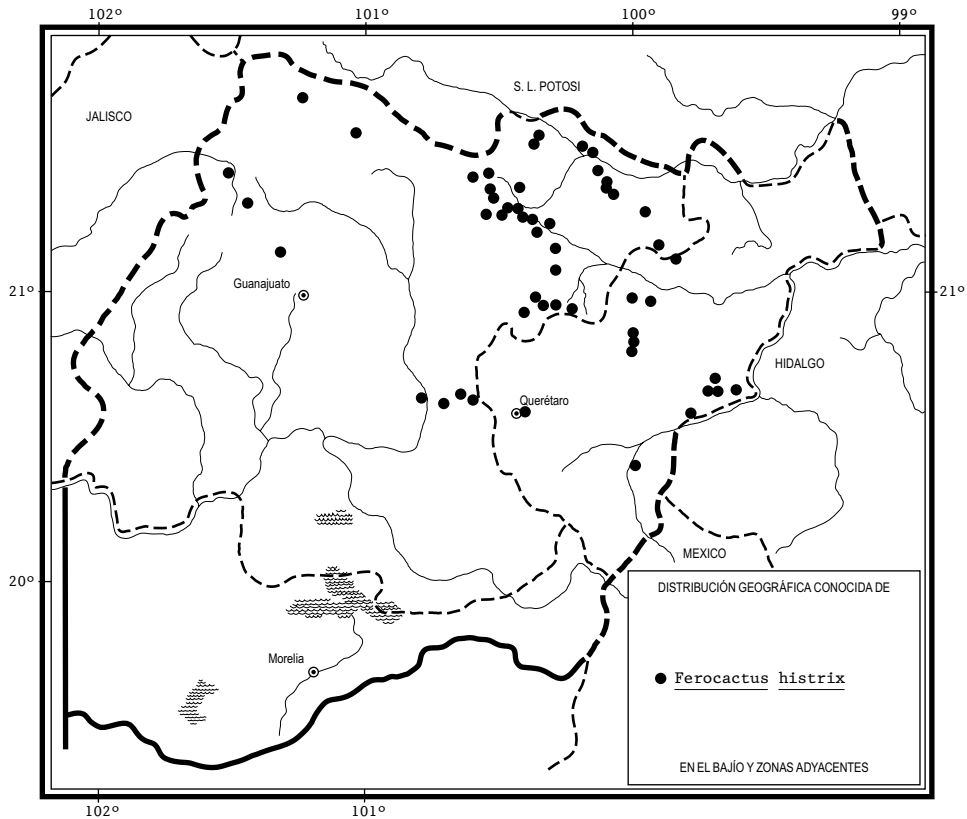 102º 101º 100º 99º
S. L. POTOSI
JALISCO
Guanajuato
21º 21º
HIDALGO
Querétaro
MEXICO
20º
DISTRIBUCIÓN GEOGRÁFICA CONOCIDA DE
Morelia
Ferocactus histrix
EN EL BAJÍO Y ZONAS ADYACENTES
102º 101º